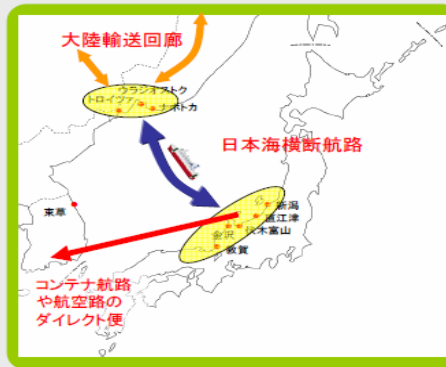 大陸輸送回廊
ウラジオストク
トロイツァ
ナホトカ
日本海横断航路
東草
新潟
直江津
伏木富山
金沢
敦賀
コンテナ航路
や航空路の
ダイレクト便